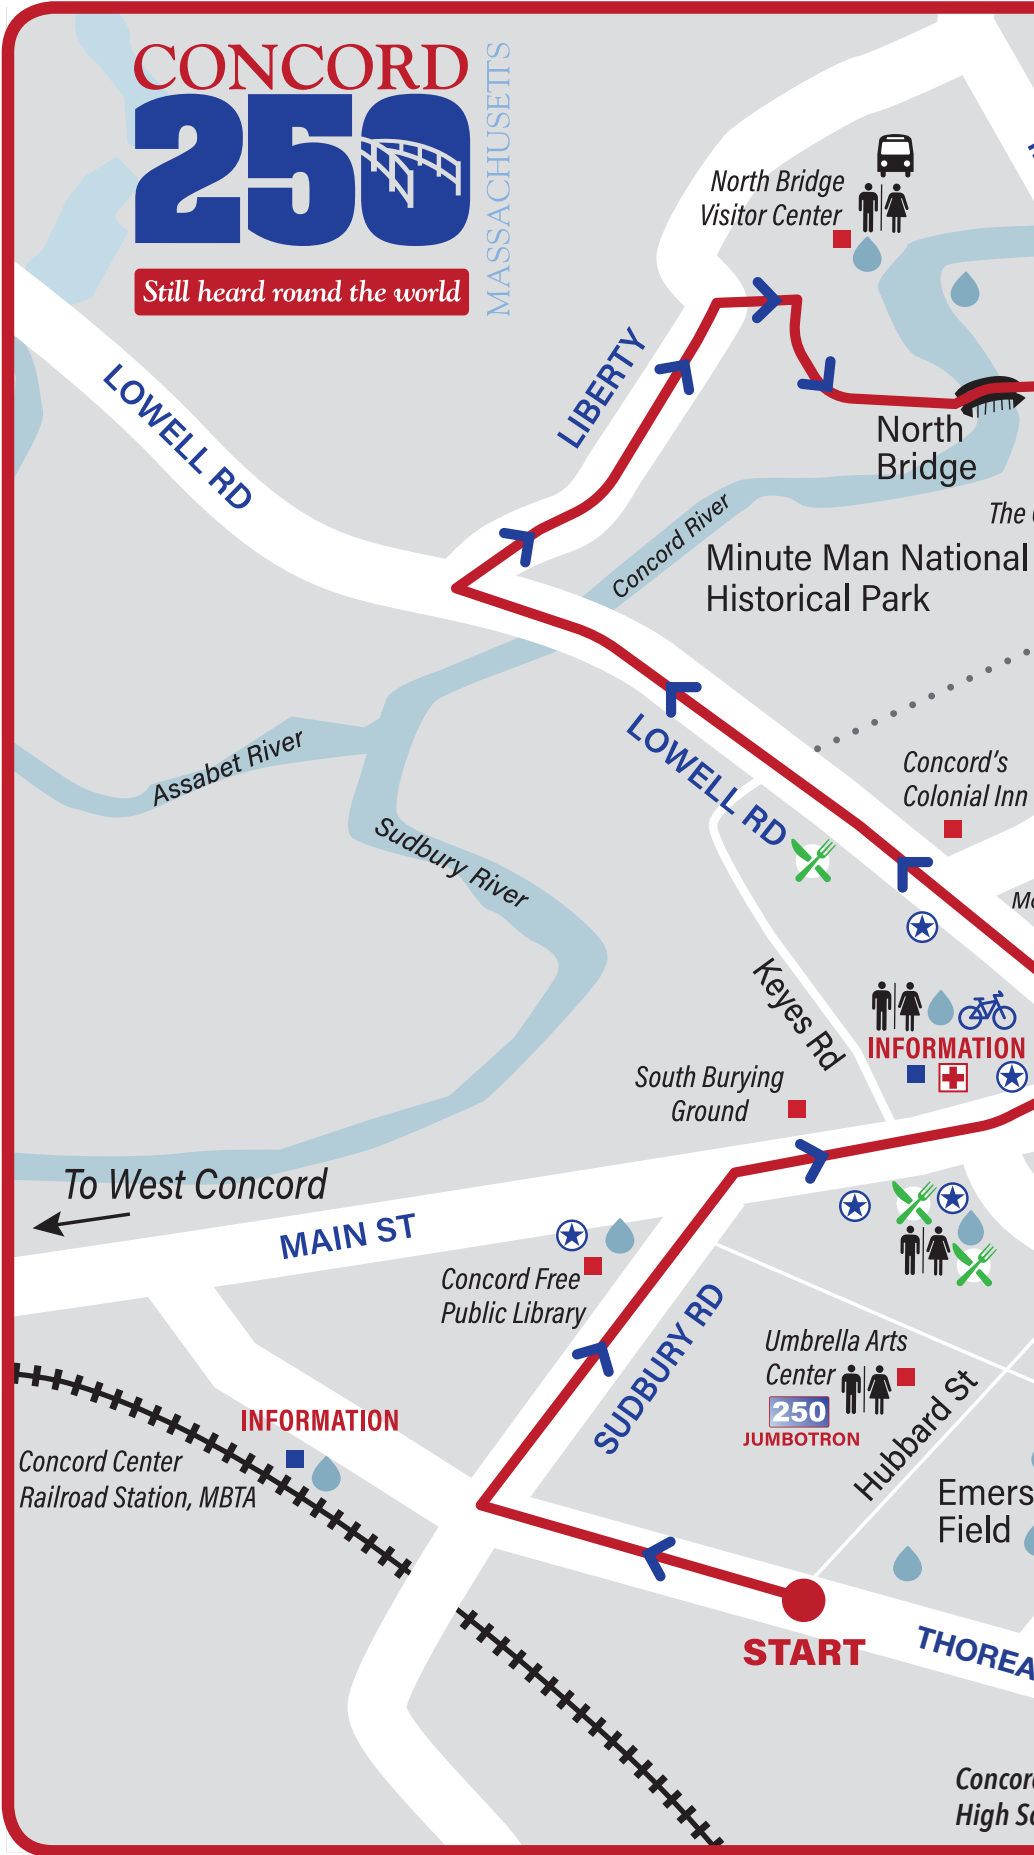 CONCORD
250
MASSACHUSETTS
Still heard round the world
North Bridge
Visitor Center
LIBERTY
LOWELL RD
North
Bridge
Concord River
The
Minute Man National
Historical Park
Assabet River
LOWELL RD
Concord's
Colonial Inn
Sudbury River
Keyes Rd
INFORMATION
South Burying
Ground
To West Concord
MAIN ST
Concord Free
Public Library
SUDBURY RD
Umbrella Arts
Center
250
JUMBOTRON
Hubbard St
INFORMATION
Concord Center
Railroad Station, MBTA
Emers
Field
START
THOREA
Concord
High Sc